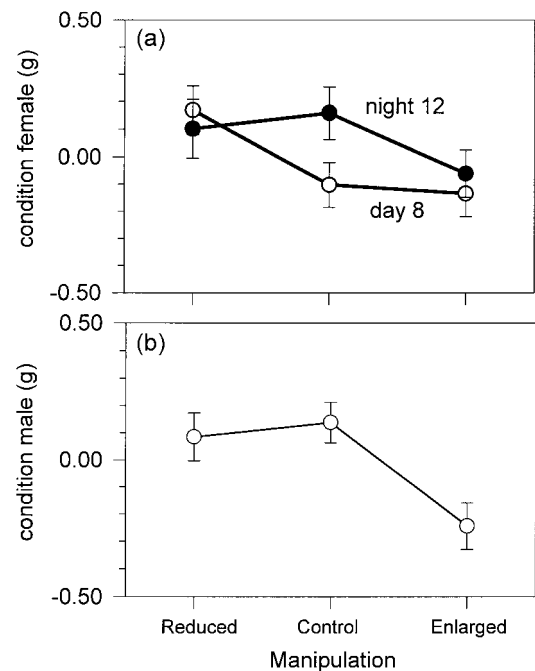 0.50
(a)
night 12
condition female (g)
0.00
day 8
-0.50
0.50
(b)
condition male (g)
0.00
-0.50
Reduced Control Enlarged
Manipulation